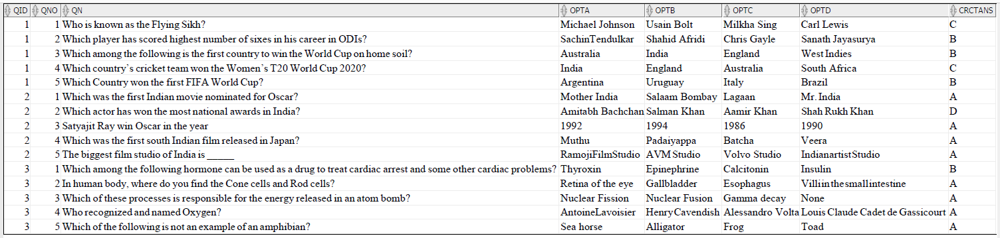 QID QNO QN OPTA OPTB OPTC OPTD CRCTANS
1 1 Who is known as the Flying Sikh? Michael Johnson Usain Bolt Milkha Sing Carl Lewis C
1 2 Which player has scored highest number of sixes in his career in ODIs? SachinTendulkar Shahid Afridi Chris Gayle Sanath Jayasurya B
1 3 Which among the following is the first country to win the World Cup on home soil? Australia India England West Indies B
1 4 Which country’s cricket team won the Women’s T20 World Cup 2020? India England Australia South Africa C
1 5 Which Country won the first FIFA World Cup? Argentina Uruguay Italy Brazil B
2 1 Which was the first Indian movie nominated for Oscar? Mother India Salaam Bombay Lagaan Mr. India A
2 2 Which actor has won the most national awards in India? Amitabh Bachchan Salman Khan Aamir Khan Shah Rukh Khan D
2 3 Satyajit Ray win Oscar in the year 1992 1994 1986 1990 A
2 4 Which was the first south Indian film released in Japan? Muthu Padaiyappa Batcha Veera A
2 5 The biggest film studio of India is _____ RamojiFilmStudio AVM Studio Volvo Studio IndianartistStudio A
3 1 Which among the following hormone can be used as a drug to treat cardiac arrest and some other cardiac problems? Thyroxin Epinephrine Calcitonin Insulin B
3 2 In human body, where do you find the Cone cells and Rod cells? Retina of the eye Gallbladder Esophagus Villiinthesmallintestine A
3 3 Which of these processes is responsible for the energy released in an atom bomb? Nuclear Fission Nuclear Fusion Gamma decay None A
3 4 Who recognized and named Oxygen? AntoineLavoisier HenryCavendish Alessandro Volta Louis Claude Cadet de Gassicourt A
3 5 Which of the following is not an example of an amphibian? Sea horse Alligator Frog Toad A